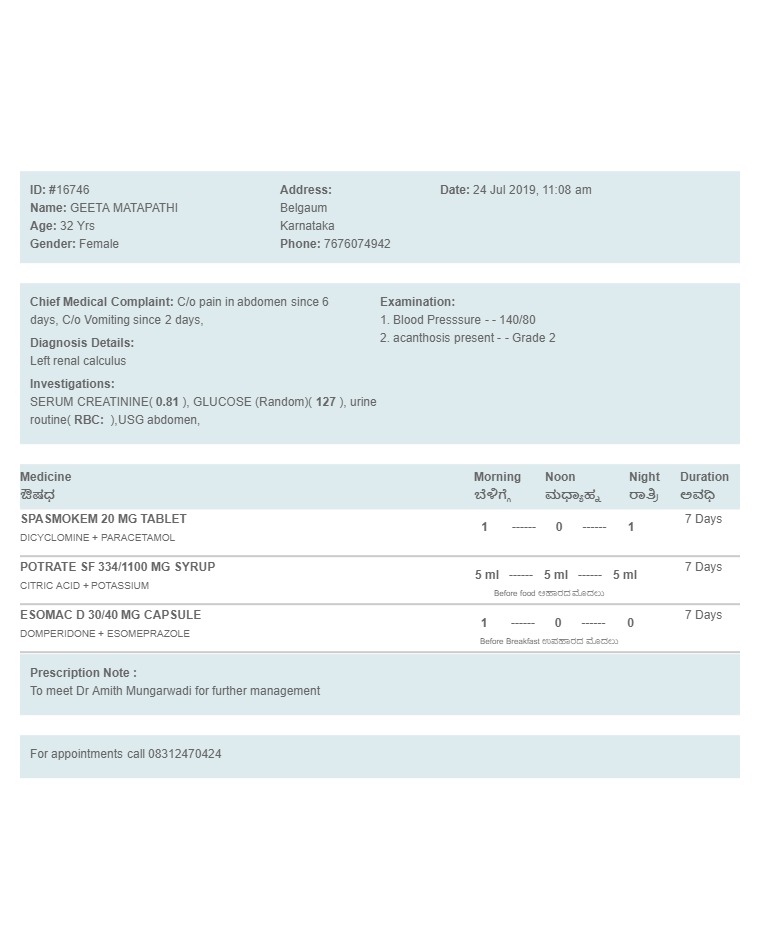 ID: #16746
Name: GEETA MATAPATHI
Age: 32 Yrs
Gender: Female
Address:
Belgaum
Karnataka
Phone: 7676074942
Date: 24 Jul 2019, 11:08 am
Chief Medical Complaint: C/o pain in abdomen since 6
days, C/o Vomiting since 2 days,
Diagnosis Details:
Left renal calculus
Investigations:
SERUM CREATININE( 0.81 ), GLUCOSE (Random)( 127 ), urine
routine( RBC:  ),USG abdomen,
Examination:
1. Blood Presssure - - 140/80
2. acanthosis present - - Grade 2
Medicine Morning Noon Night Duration
ಔಷಧ ಬೆಳಿಗ್ಗೆ ಮಧ್ಯಾಹ್ನ ರಾತ್ರಿ ಅವಧಿ
SPASMOKEM 20 MG TABLET 7 Days
1 ------ 0 ------ 1
DICYCLOMINE + PARACETAMOL
POTRATE SF 334/1100 MG SYRUP 7 Days
5 ml ------ 5 ml ------ 5 ml
CITRIC ACID + POTASSIUM
Before food ಆಹಾರದ ಮೊದಲು
ESOMAC D 30/40 MG CAPSULE 7 Days
1 ------ 0 ------ 0
DOMPERIDONE + ESOMEPRAZOLE
Before Breakfast ಉಪಹಾರದ ಮೊದಲು
Prescription Note :
To meet Dr Amith Mungarwadi for further management
For appointments call 08312470424